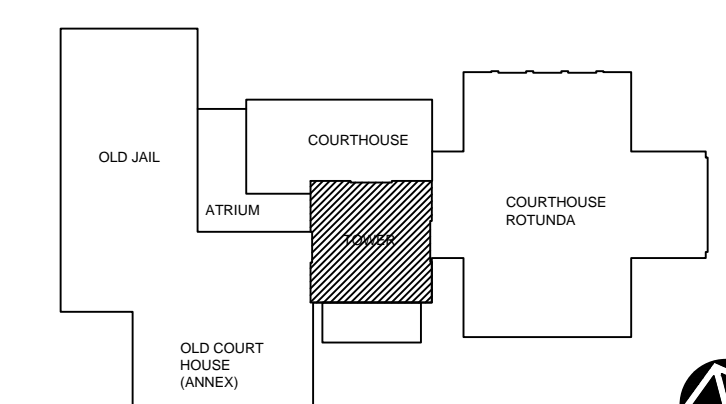 COURTHOUSE
OLD JAIL
COURTHOUSE
ROTUNDA
ATRIUM
TOWER
OLD COURT
HOUSE
(ANNEX)